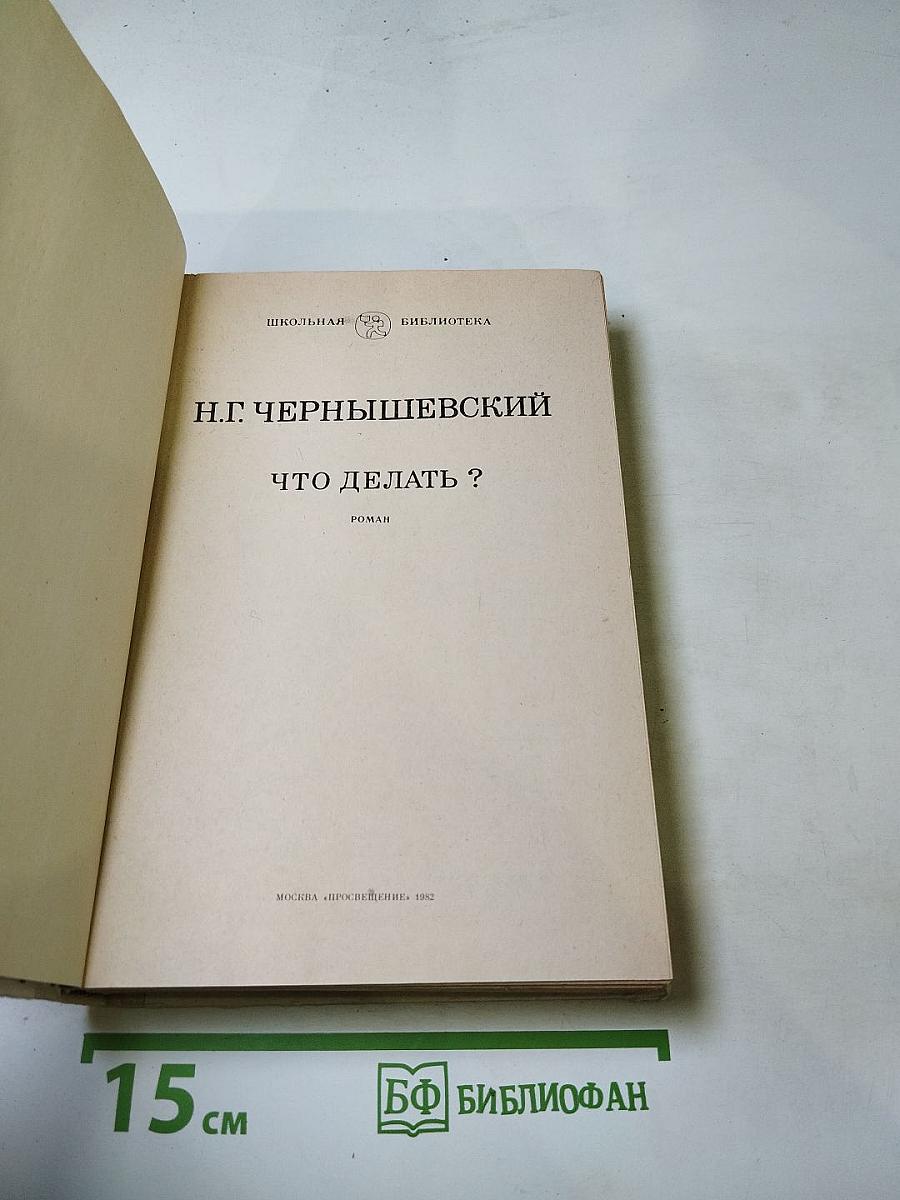 ШКОЛЬНАЯ БИБЛИОТЕКА
Н.Г. ЧЕРНЫШЕВСКИЙ
ЧТО ДЕЛАТЬ ?
РОМАН
МОСКВА «ПРОСВЕЩЕНИЕ» 1982
15 см
БФ БИБЛИОФАН